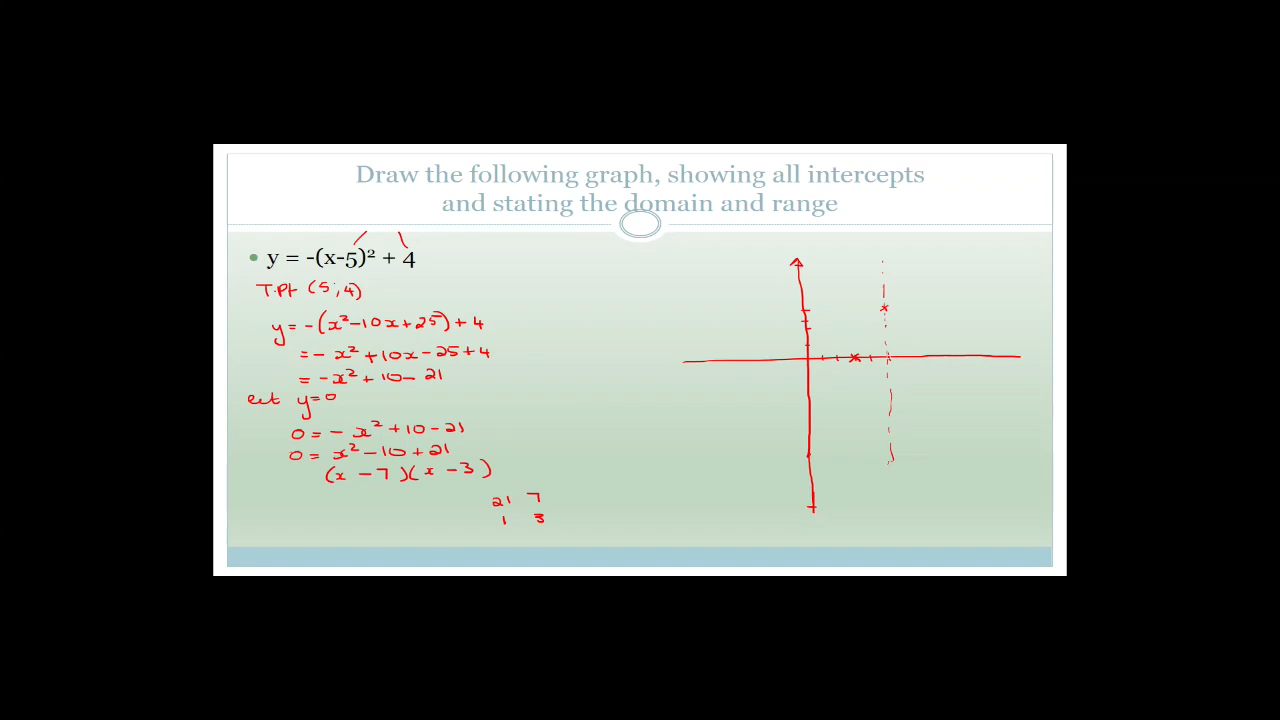 Draw the following graph, showing all intercepts
and stating the domain and range
• y = -(x-5)² + 4
T.Pt (5,4)
y = -(x²-10x+25)+4
= - x² +10x - 25 +4
= -x² + 10 - 21
let y=0
0 = - x² +10 -21
0 = x² -10 + 21
(x - 7)(x - 3)
21 7
1 3